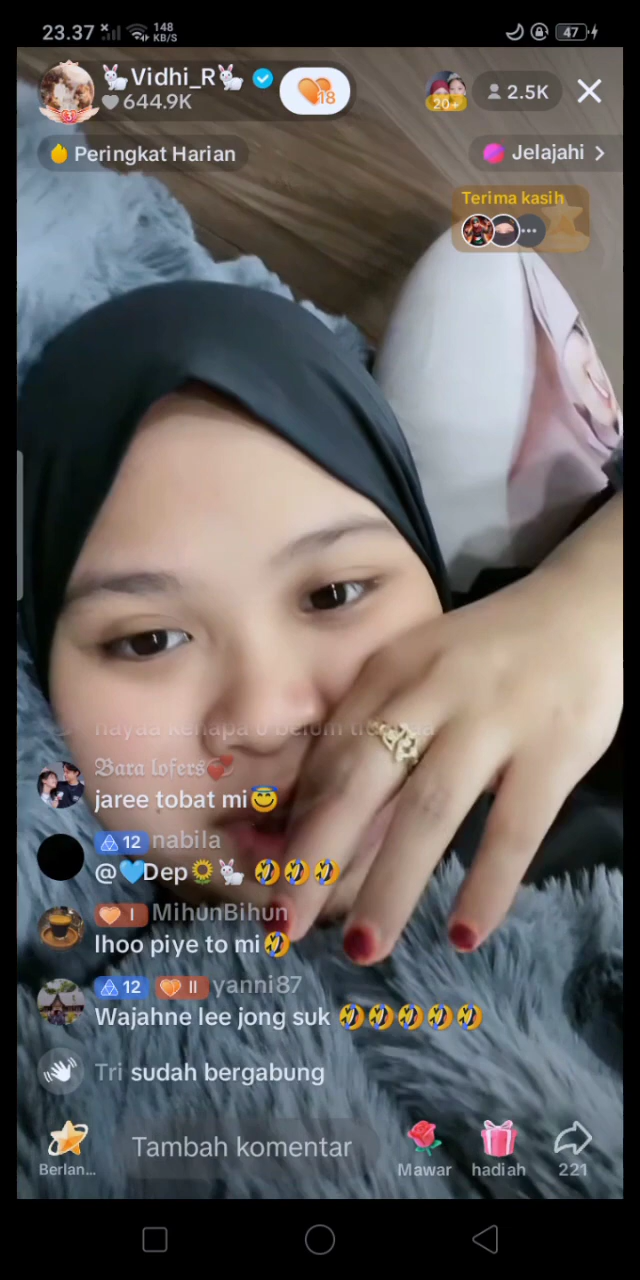 23.37
148
KB/S
47
🐇Vidhi_R🐇
644.9K
18
20+
2.5K
Peringkat Harian
Jelajahi
Terima kasih
Bara lofers💕
jaree tobat mi😇
12 nabila
@🩵Dep🌻🐇 🤣🤣🤣
I MihunBihun
lhoo piye to mi🤣
12 II yanni87
Wajahne lee jong suk 🤣🤣🤣🤣🤣
Tri sudah bergabung
Tambah komentar
Berlan...
Mawar
hadiah
221